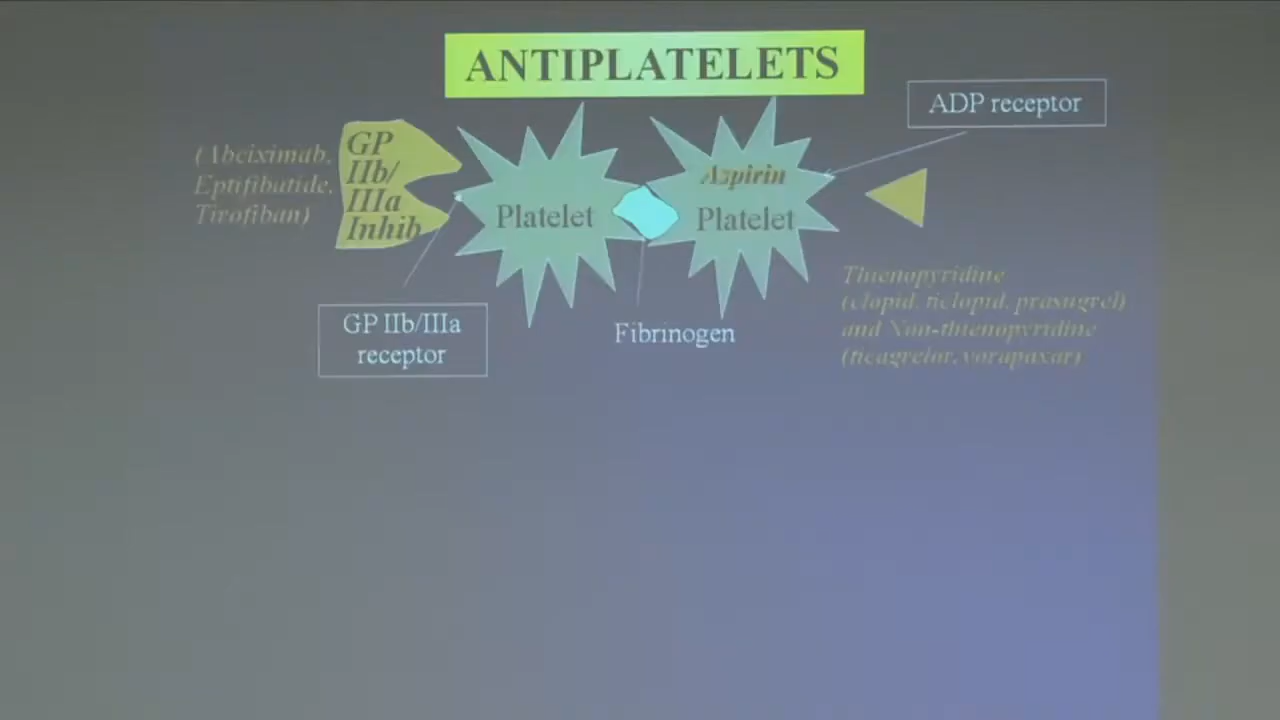 ANTIPLATELETS
ADP receptor
(Abciximab,
Eptifibatide,
Tirofiban)
GP
IIb/
IIIa
Inhib
Platelet
Aspirin
Platelet
GP IIb/IIIa
receptor
Fibrinogen
Thienopyridine
(clopid, ticlopid, prasugrel)
and Non-thienopyridine
(ticagrelor, vorapaxar)